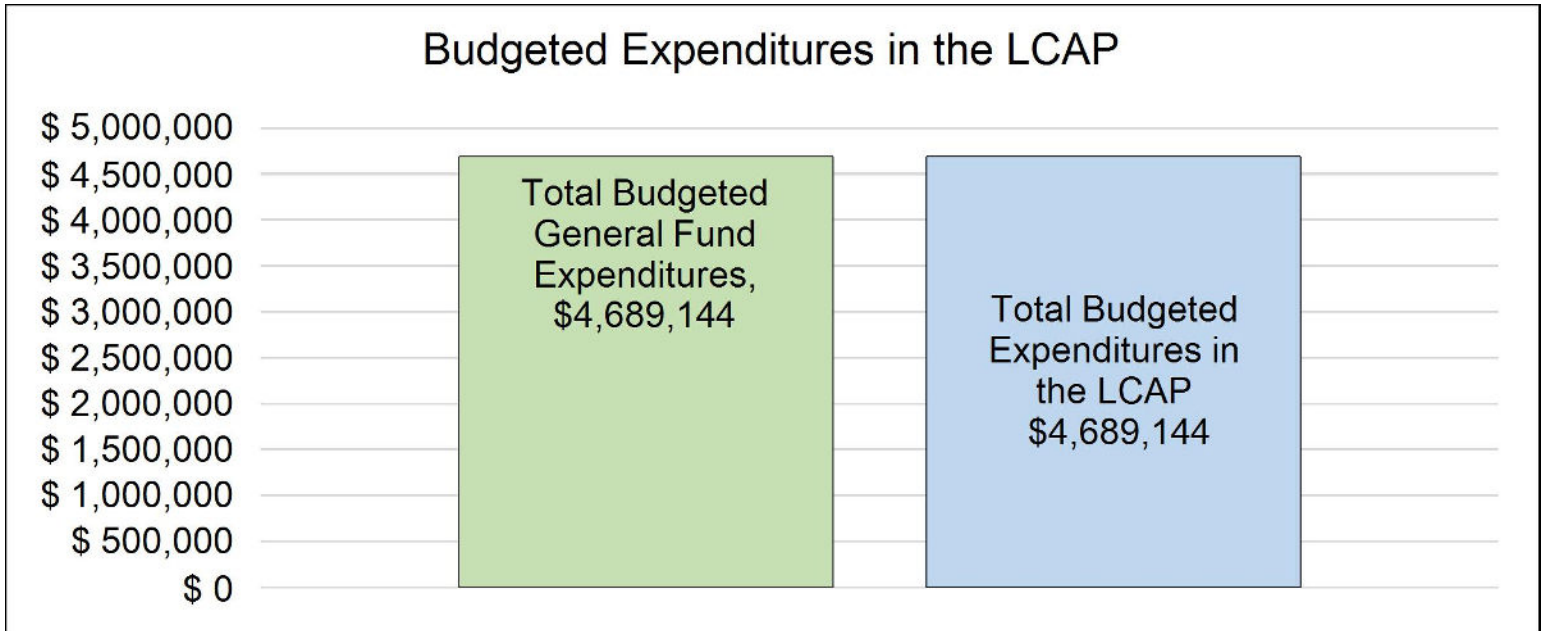 Budgeted Expenditures in the LCAP
$ 5,000,000
$ 4,500,000
$ 4,000,000
$ 3,500,000
$ 3,000,000
$ 2,500,000
$ 2,000,000
$ 1,500,000
$ 1,000,000
$ 500,000
$ 0
Total Budgeted
General Fund
Expenditures,
$4,689,144
Total Budgeted
Expenditures in
the LCAP
$4,689,144